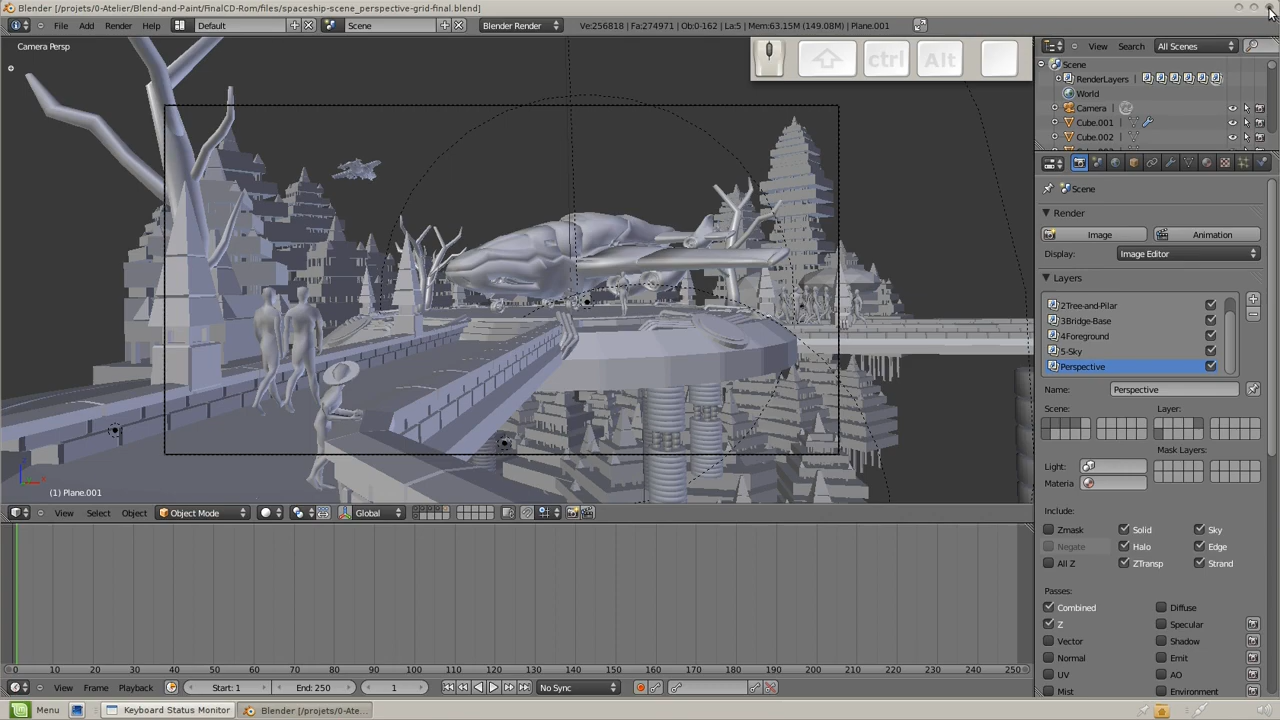 Blender [/projets/0-Atelier/Blend-and-Paint/FinalCD-Rom/files/spaceship-scene_perspective-grid-final.blend]
File Add Render Window Help Default Scene Blender Render Ve:256818 | Fa:274971 | Ob:0-162 | La:5 | Mem:63.15M (149.08M) | Plane.001
Camera Persp
ctrl Alt
View Search All Scenes
Scene
RenderLayers
World
Camera
Cube.001
Cube.002
Scene
Render
Image Animation
Display: Image Editor
Layers
2Tree-and-Pilar
3Bridge-Base
4Foreground
5-Sky
Perspective
Name: Perspective
Scene: Layer:
Mask Layers:
Light:
Materia
Include:
Zmask Solid Sky
Negate Halo Edge
All Z ZTransp Strand
Passes:
Combined Diffuse
Z Specular
Vector Shadow
Normal Emit
UV AO
Mist Environment
(1) Plane.001
View Select Object Object Mode Global
0 10 20 30 40 50 60 70 80 90 100 110 120 130 140 150 160 170 180 190 200 210 220 230 240 250
View Frame Playback Start: 1 End: 250 1 No Sync
Menu Keyboard Status Monitor Blender [/projets/0-Ate...